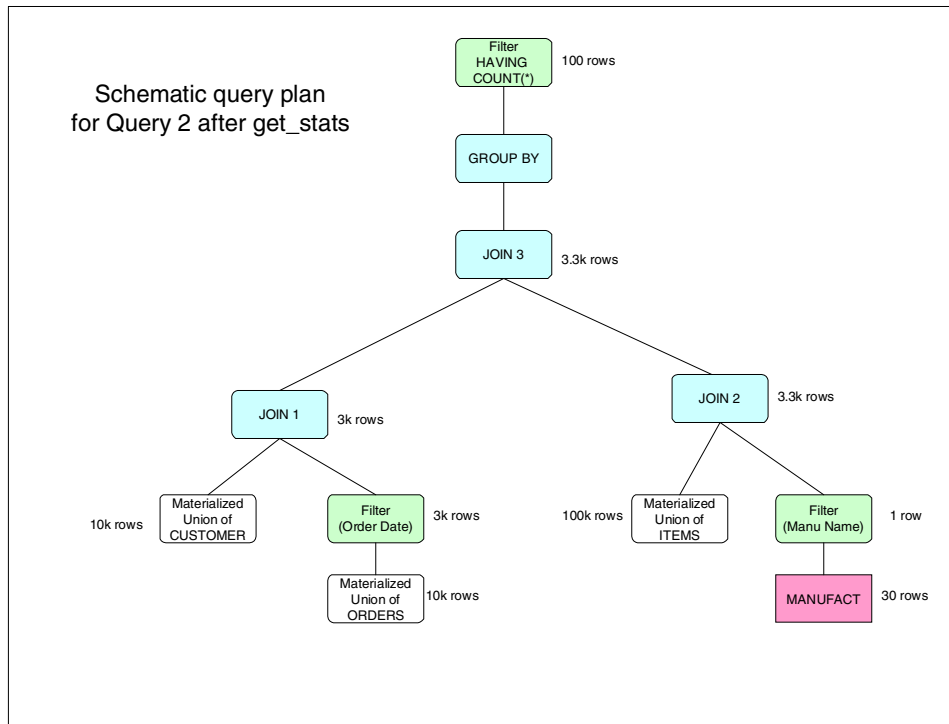 Schematic query plan
for Query 2 after get_stats
Filter
HAVING
COUNT(*)
100 rows
GROUP BY
JOIN 3
3.3k rows
JOIN 1
3k rows
JOIN 2
3.3k rows
10k rows
Materialized
Union of
CUSTOMER
Filter
(Order Date)
3k rows
100k rows
Materialized
Union of
ITEMS
Filter
(Manu Name)
1 row
Materialized
Union of
ORDERS
10k rows
MANUFACT
30 rows